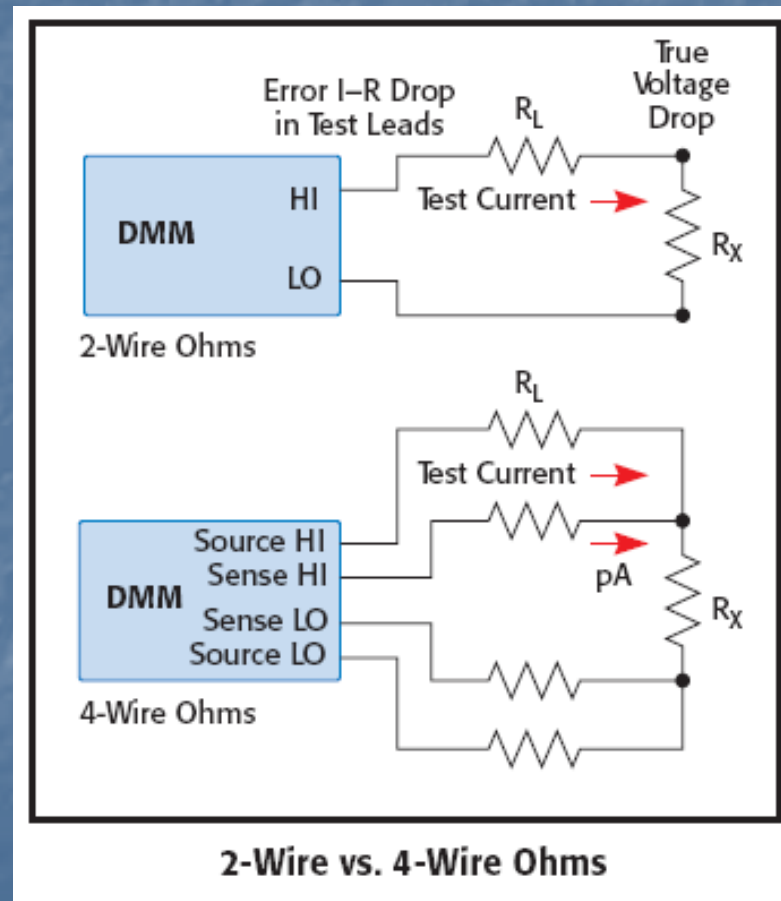 True
Voltage
Drop
Error I–R Drop
in Test Leads
RL
HI
Test Current
DMM
RX
LO
2-Wire Ohms
RL
Test Current
Source HI
Sense HI
pA
DMM
RX
Sense LO
Source LO
4-Wire Ohms
2-Wire vs. 4-Wire Ohms